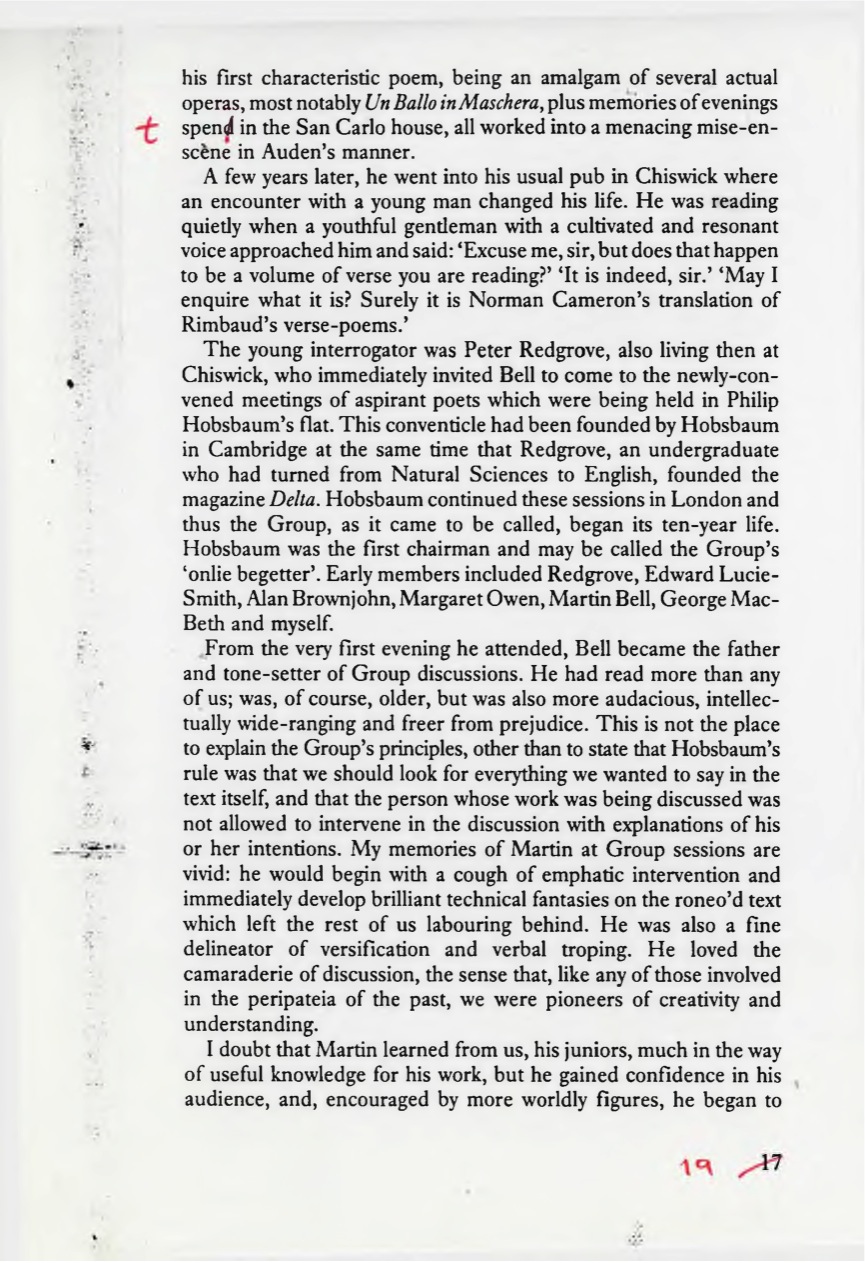 his first characteristic poem, being an amalgam of several actual
operas, most notably Un Ballo in Maschera, plus memories of evenings
t spend in the San Carlo house, all worked into a menacing mise-en-
scène in Auden's manner.
A few years later, he went into his usual pub in Chiswick where
an encounter with a young man changed his life. He was reading
quietly when a youthful gentleman with a cultivated and resonant
voice approached him and said: ‘Excuse me, sir, but does that happen
to be a volume of verse you are reading?’ ‘It is indeed, sir.’ ‘May I
enquire what it is? Surely it is Norman Cameron’s translation of
Rimbaud’s verse-poems.’
The young interrogator was Peter Redgrove, also living then at
Chiswick, who immediately invited Bell to come to the newly-con-
vened meetings of aspirant poets which were being held in Philip
Hobsbaum’s flat. This conventicle had been founded by Hobsbaum
in Cambridge at the same time that Redgrove, an undergraduate
who had turned from Natural Sciences to English, founded the
magazine Delta. Hobsbaum continued these sessions in London and
thus the Group, as it came to be called, began its ten-year life.
Hobsbaum was the first chairman and may be called the Group’s
‘onlie begetter’. Early members included Redgrove, Edward Lucie-
Smith, Alan Brownjohn, Margaret Owen, Martin Bell, George Mac-
Beth and myself.
From the very first evening he attended, Bell became the father
and tone-setter of Group discussions. He had read more than any
of us; was, of course, older, but was also more audacious, intellec-
tually wide-ranging and freer from prejudice. This is not the place
to explain the Group’s principles, other than to state that Hobsbaum’s
rule was that we should look for everything we wanted to say in the
text itself, and that the person whose work was being discussed was
not allowed to intervene in the discussion with explanations of his
or her intentions. My memories of Martin at Group sessions are
vivid: he would begin with a cough of emphatic intervention and
immediately develop brilliant technical fantasies on the roneo’d text
which left the rest of us labouring behind. He was also a fine
delineator of versification and verbal troping. He loved the
camaraderie of discussion, the sense that, like any of those involved
in the peripateia of the past, we were pioneers of creativity and
understanding.
I doubt that Martin learned from us, his juniors, much in the way
of useful knowledge for his work, but he gained confidence in his
audience, and, encouraged by more worldly figures, he began to
19 17